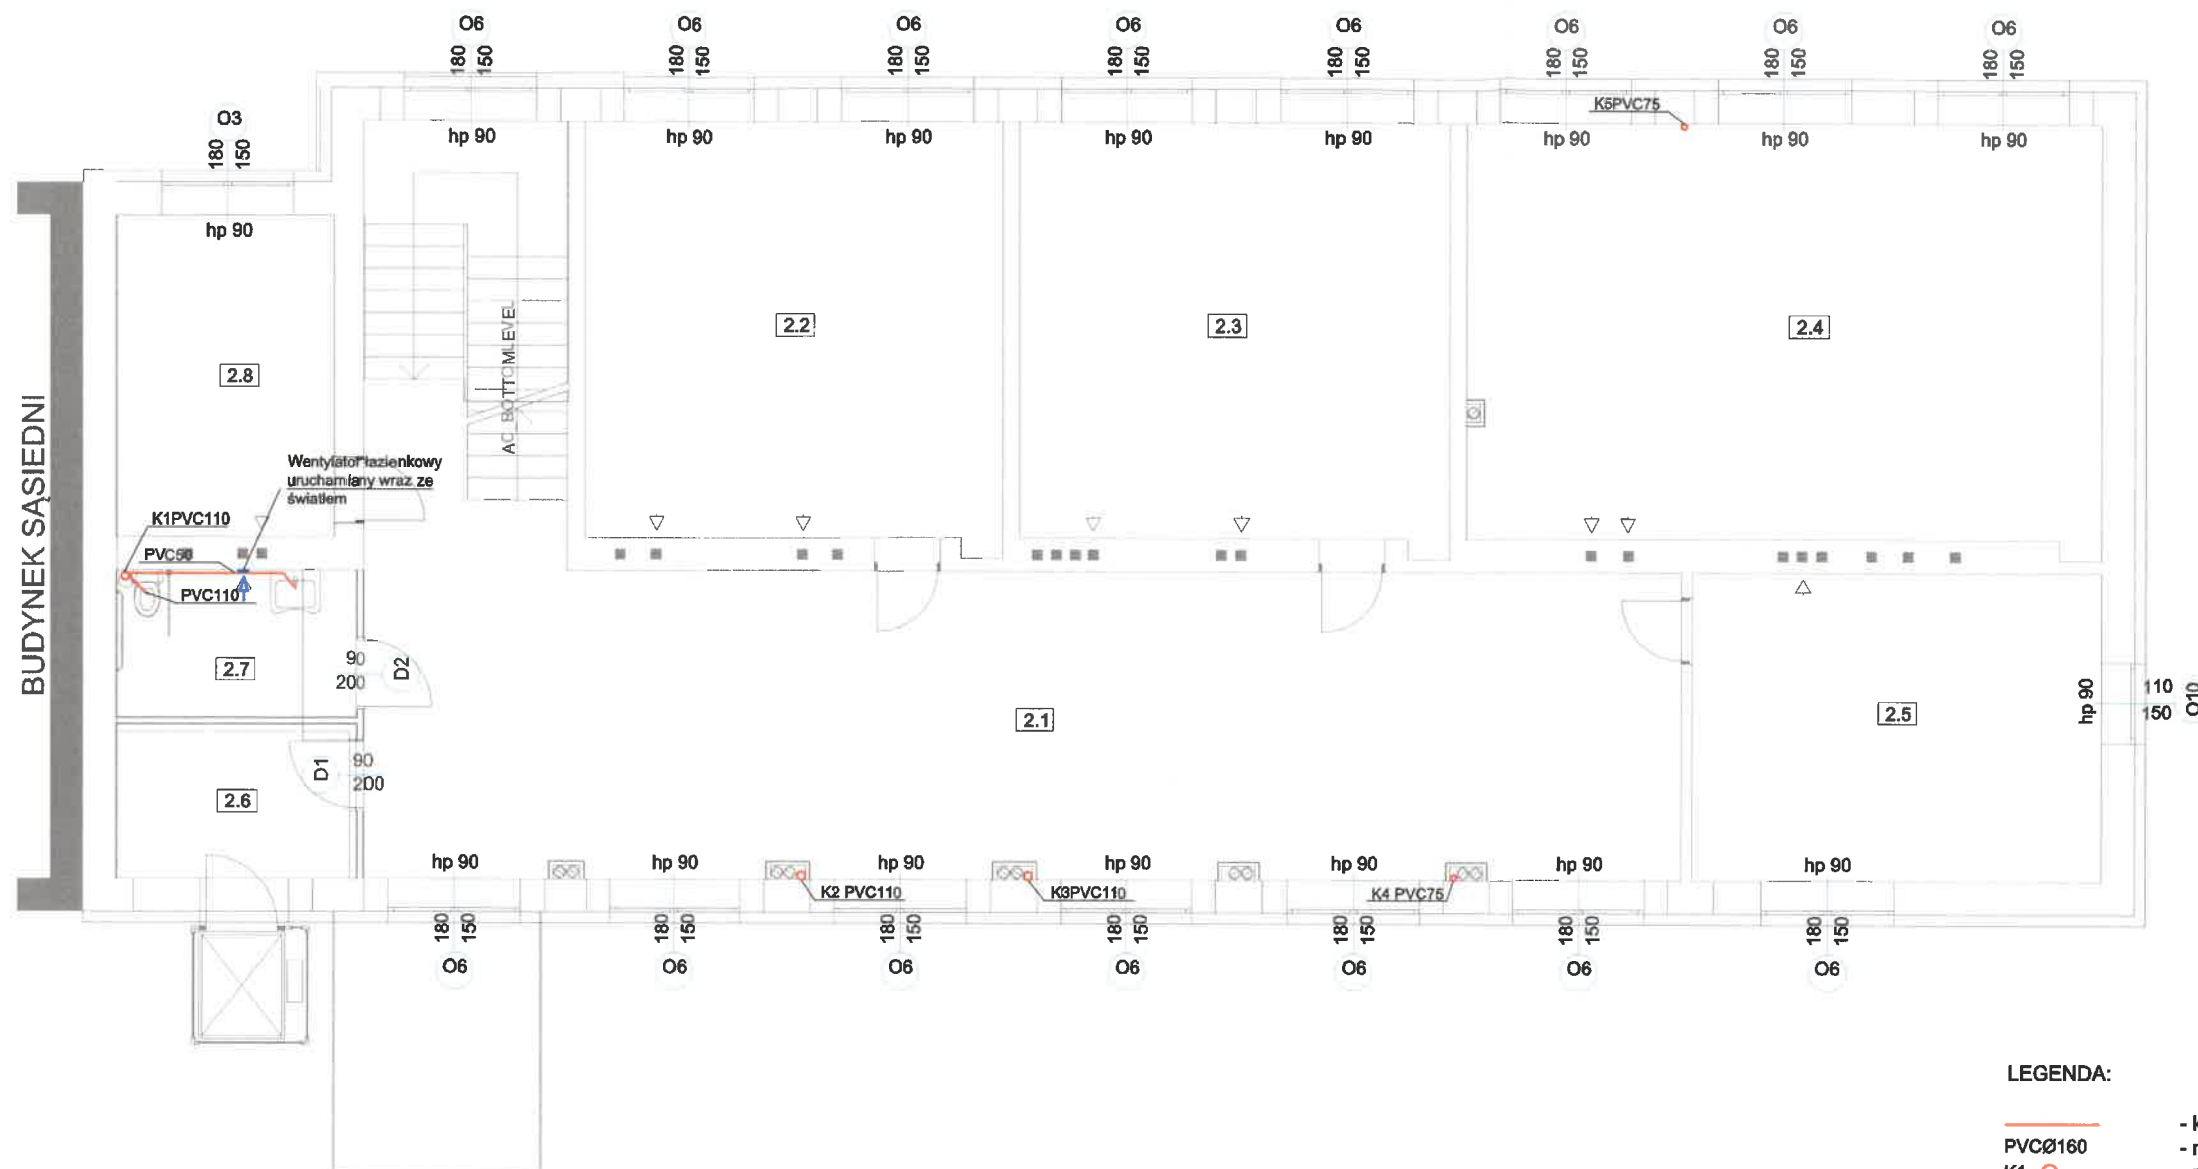 O6 O6 O6 O6 O6 O6 O6 O6
180 150 180 150 180 150 180 150 180 150 180 150 180 150 180 150
K5PVC75
O3
hp 90 hp 90 hp 90 hp 90 hp 90 hp 90 hp 90 hp 90
180 150
hp 90
2.2 2.3 2.4
2.8
AC_BOTTOMLEVEL
BUDYNEK SĄSIEDNI
Wentylator łazienkowy
uruchamiany wraz ze
światłem
K1PVC110
PVC50
PVC110
2.7
90
200
D2
2.1
2.5
hp 90
110
150
O10
D1
90
200
2.6
hp 90 hp 90 hp 90 hp 90 hp 90 hp 90 hp 90
K2 PVC110
K3PVC110
K4 PVC75
180 150 180 150 180 150 180 150 180 150 180 150 180 150
O6 O6 O6 O6 O6 O6 O6
LEGENDA:
PVCØ160
K1